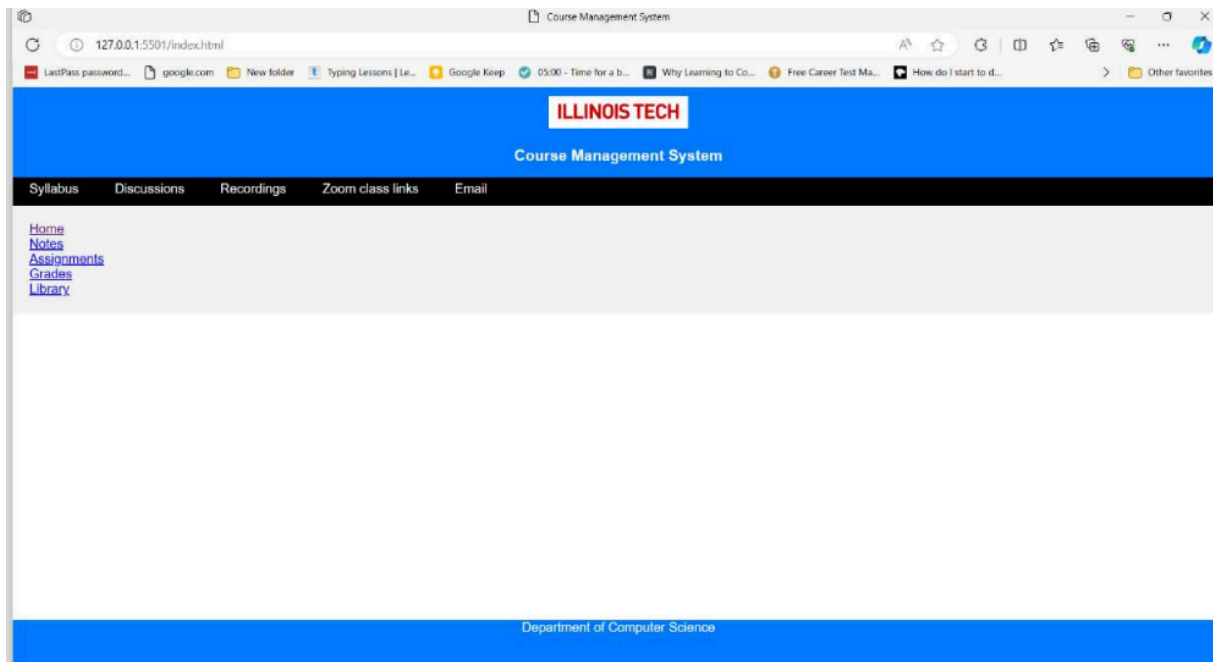 Course Management System
127.0.0.1:5501/index.html
LastPass password... google.com New folder Typing Lessons | Le... Google Keep 05:00 - Time for a b... Why Learning to Co... Free Career Test Ma... How do I start to d... Other favorites
ILLINOIS TECH
Course Management System
Syllabus Discussions Recordings Zoom class links Email
Home
Notes
Assignments
Grades
Library
Department of Computer Science